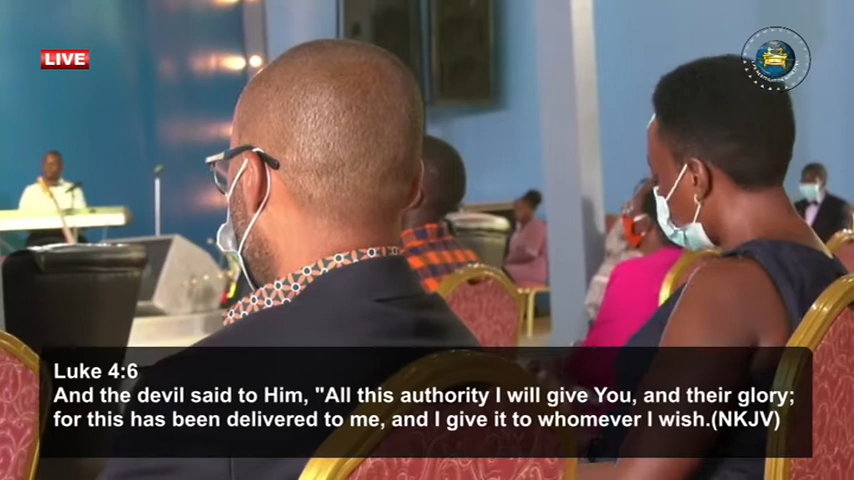 LIVE
Luke 4:6
And the devil said to Him, "All this authority I will give You, and their glory;
for this has been delivered to me, and I give it to whomever I wish.(NKJV)